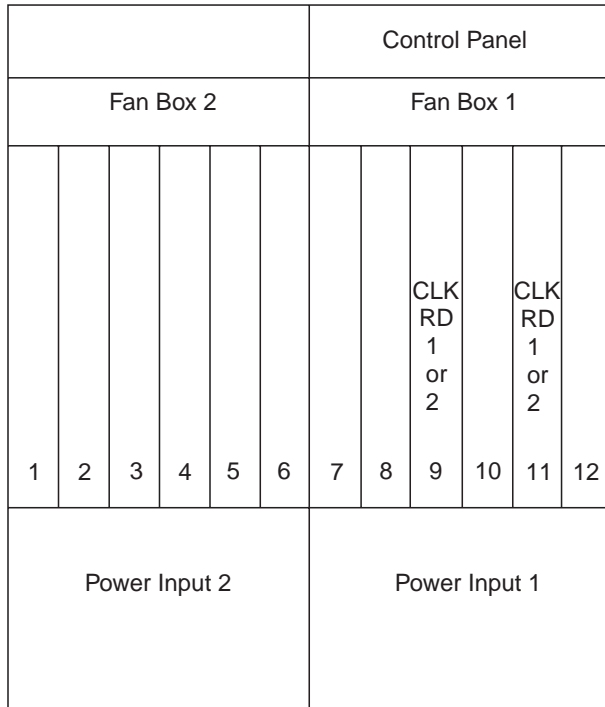 Control Panel
Fan Box 2
Fan Box 1
CLK
RD
1
or
2
CLK
RD
1
or
2
1 2 3 4 5 6 7 8 9 10 11 12
Power Input 2
Power Input 1